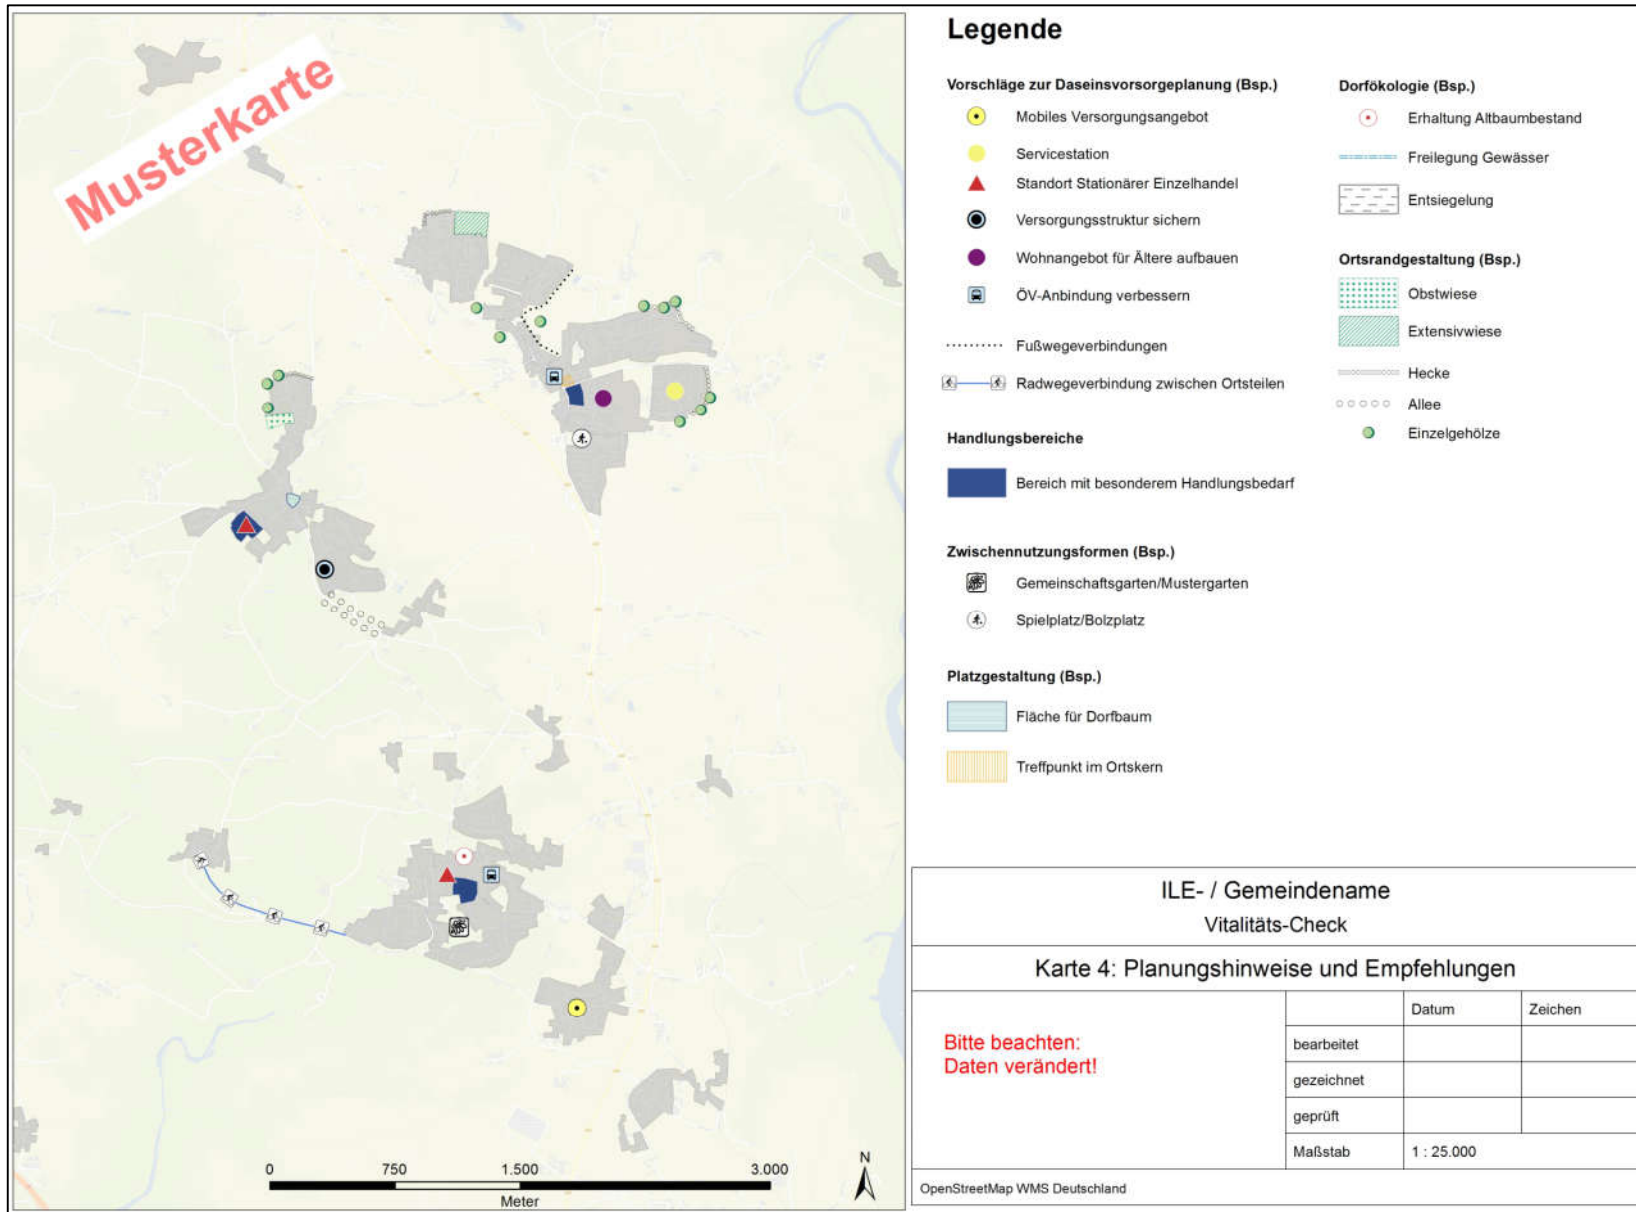 Musterkarte
0 750 1.500 3.000
Meter
N
Legende
Vorschläge zur Daseinsvorsorgeplanung (Bsp.)
Mobiles Versorgungsangebot
Servicestation
Standort Stationärer Einzelhandel
Versorgungsstruktur sichern
Wohnangebot für Ältere aufbauen
ÖV-Anbindung verbessern
Fußwegeverbindungen
Radwegeverbindung zwischen Ortsteilen
Handlungsbereiche
Bereich mit besonderem Handlungsbedarf
Zwischennutzungsformen (Bsp.)
Gemeinschaftsgarten/Mustergarten
Spielplatz/Bolzplatz
Platzgestaltung (Bsp.)
Fläche für Dorfbaum
Treffpunkt im Ortskern
Dorfökologie (Bsp.)
Erhaltung Altbaumbestand
Freilegung Gewässer
Entsiegelung
Ortsrandgestaltung (Bsp.)
Obstwiese
Extensivwiese
Hecke
Allee
Einzelgehölze
ILE- / Gemeindename
Vitalitäts-Check
Karte 4: Planungshinweise und Empfehlungen
Bitte beachten:
Daten verändert!
Datum Zeichen
bearbeitet
gezeichnet
geprüft
Maßstab 1 : 25.000
OpenStreetMap WMS Deutschland